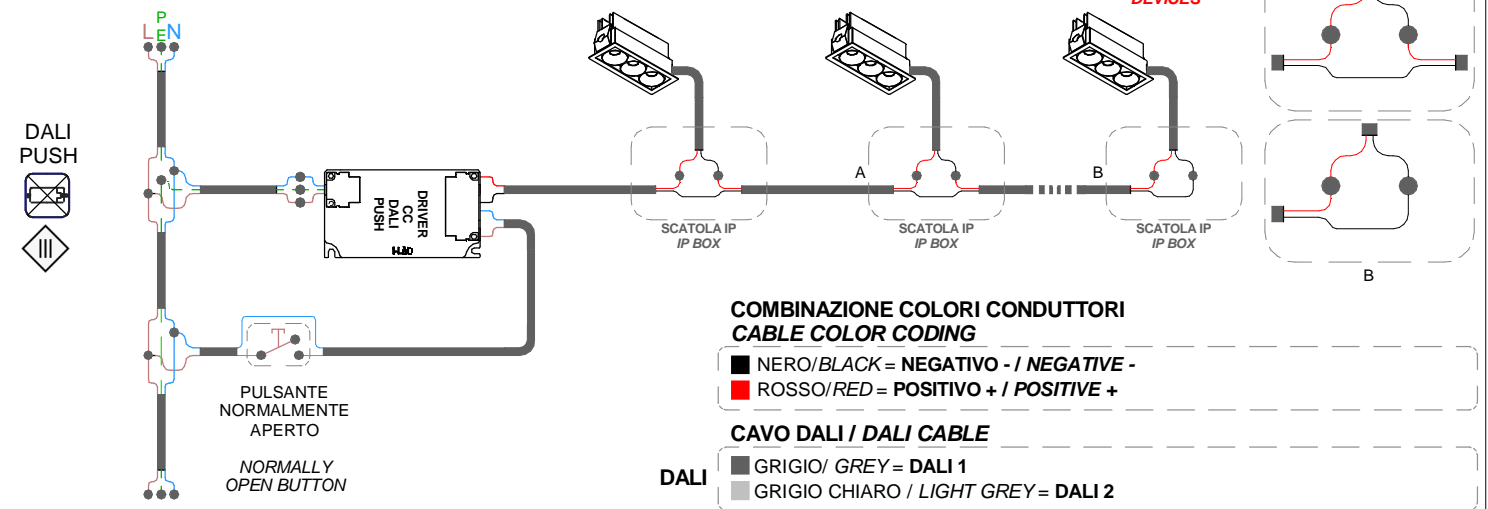 DEVICES
L
PE
N
DALI
PUSH
DRIVER
CC
DALI
PUSH
A
B
SCATOLA IP
IP BOX
SCATOLA IP
IP BOX
SCATOLA IP
IP BOX
B
PULSANTE
NORMALMENTE
APERTO
NORMALLY
OPEN BUTTON
COMBINAZIONE COLORI CONDUTTORI
CABLE COLOR CODING
NERO/BLACK = NEGATIVO - / NEGATIVE -
ROSSO/RED = POSITIVO + / POSITIVE +
CAVO DALI / DALI CABLE
DALI
GRIGIO/ GREY = DALI 1
GRIGIO CHIARO / LIGHT GREY = DALI 2